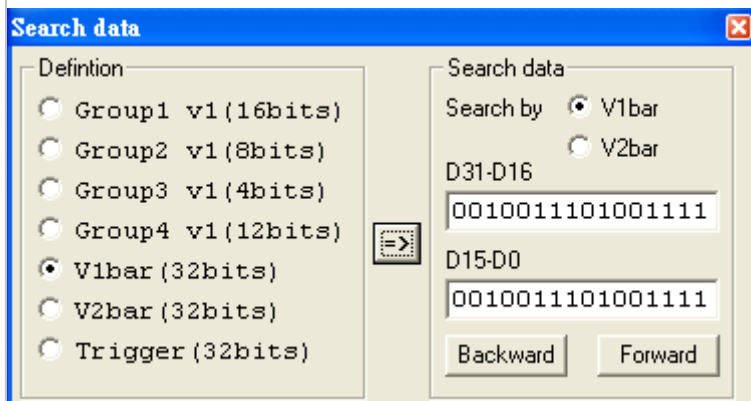 Search data
Defintion
Group1 v1(16bits)
Group2 v1(8bits)
Group3 v1(4bits)
Group4 v1(12bits)
V1bar(32bits)
V2bar(32bits)
Trigger(32bits)
=>
Search data
Search by V1bar
V2bar
D31-D16
0010011101001111
D15-D0
0010011101001111
Backward Forward